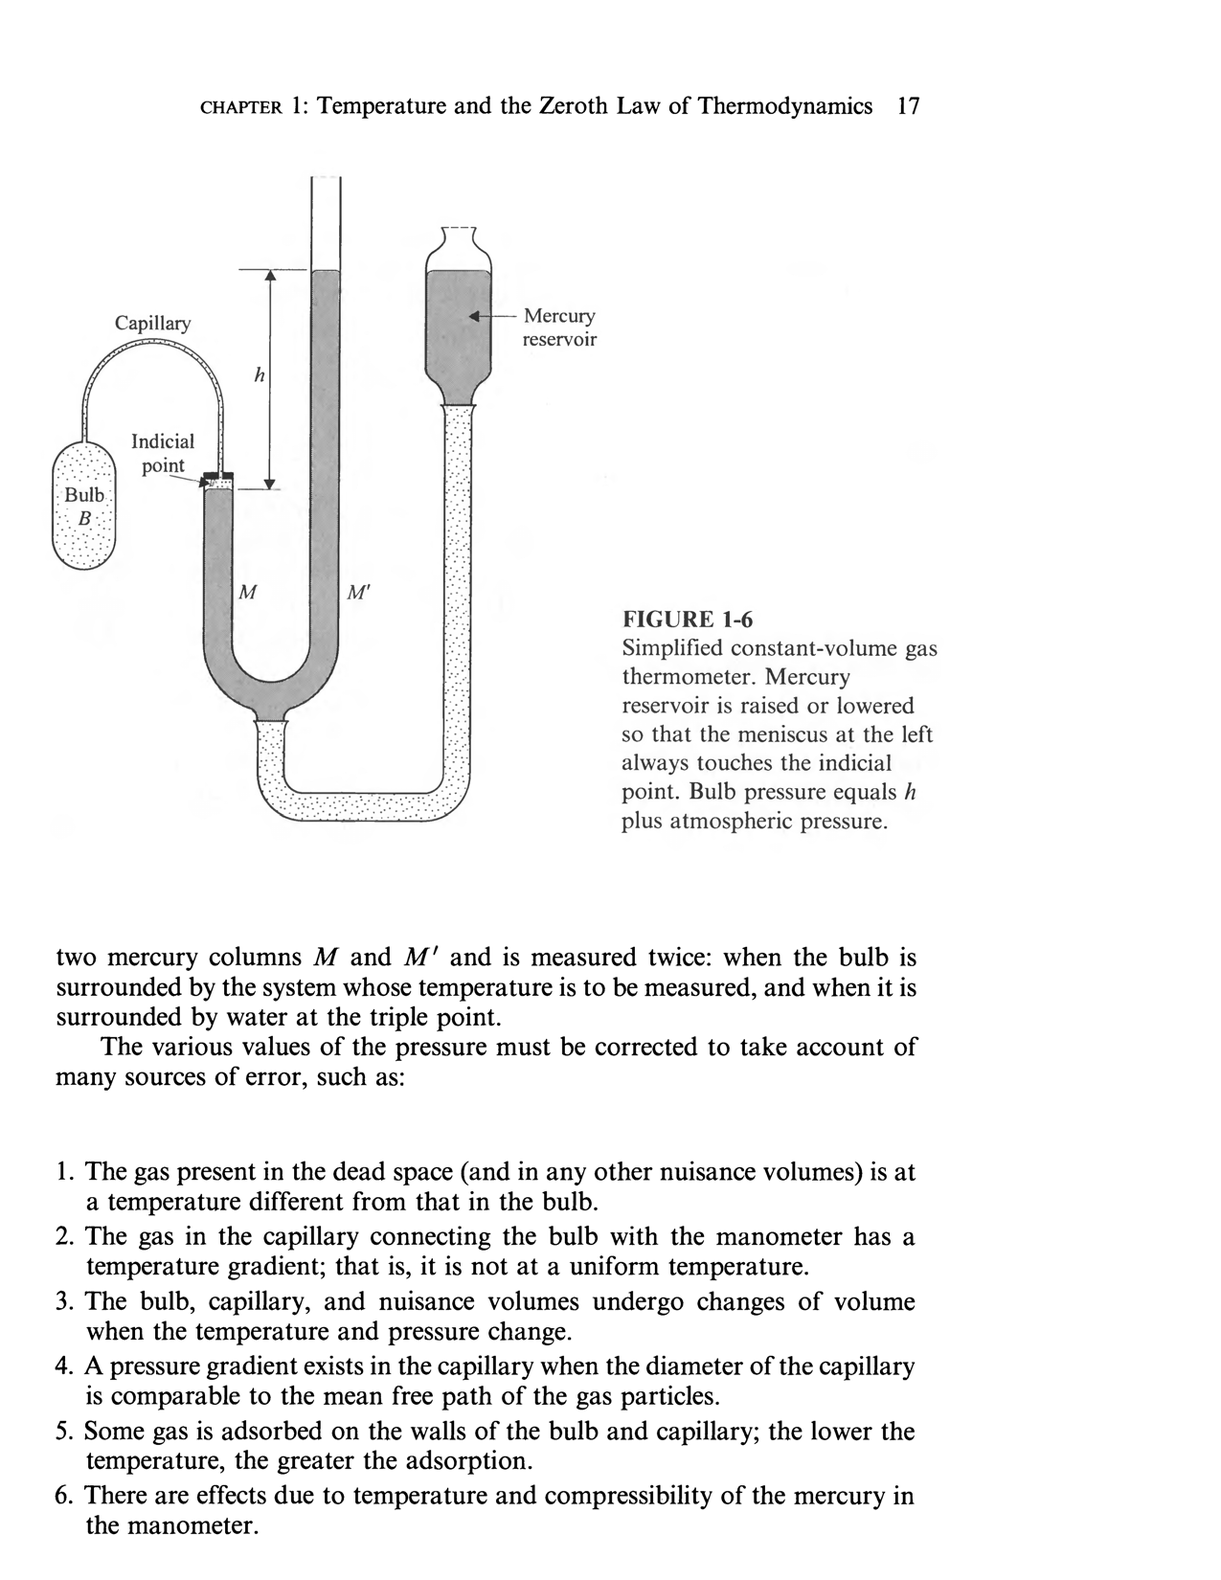 CHAPTER 1: Temperature and the Zeroth Law of Thermodynamics 17
Capillary
Mercury
reservoir
h
Indicial
point
Bulb
B
M
M'
FIGURE 1-6
Simplified constant-volume gas
thermometer. Mercury
reservoir is raised or lowered
so that the meniscus at the left
always touches the indicial
point. Bulb pressure equals h
plus atmospheric pressure.
two mercury columns M and M' and is measured twice: when the bulb is
surrounded by the system whose temperature is to be measured, and when it is
surrounded by water at the triple point.
The various values of the pressure must be corrected to take account of
many sources of error, such as:
1. The gas present in the dead space (and in any other nuisance volumes) is at
a temperature different from that in the bulb.
2. The gas in the capillary connecting the bulb with the manometer has a
temperature gradient; that is, it is not at a uniform temperature.
3. The bulb, capillary, and nuisance volumes undergo changes of volume
when the temperature and pressure change.
4. A pressure gradient exists in the capillary when the diameter of the capillary
is comparable to the mean free path of the gas particles.
5. Some gas is adsorbed on the walls of the bulb and capillary; the lower the
temperature, the greater the adsorption.
6. There are effects due to temperature and compressibility of the mercury in
the manometer.